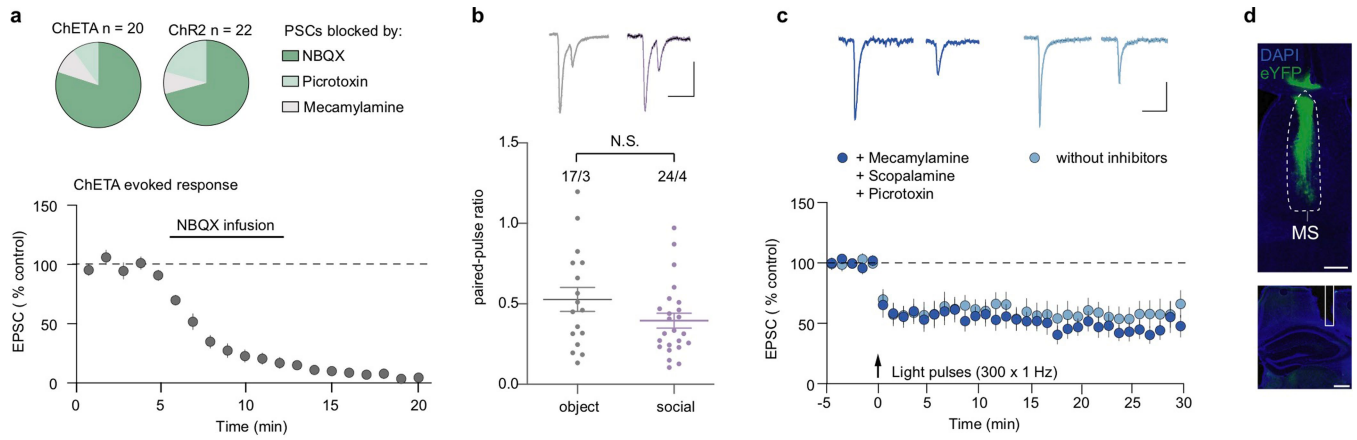 a
ChETA n = 20
ChR2 n = 22
PSCs blocked by:
NBQX
Picrotoxin
Mecamylamine
ChETA evoked response
NBQX infusion
150
100
50
0
EPSC ( % control)
0
5
10
15
20
Time (min)
b
N.S.
17/3
24/4
1.5
1.0
0.5
0.0
paired-pulse ratio
object
social
c
+ Mecamylamine
+ Scopalamine
+ Picrotoxin
without inhibitors
150
100
50
0
EPSC ( % control)
Light pulses (300 x 1 Hz)
-5
0
5
10
15
20
25
30
Time (min)
d
DAPI
eYFP
MS